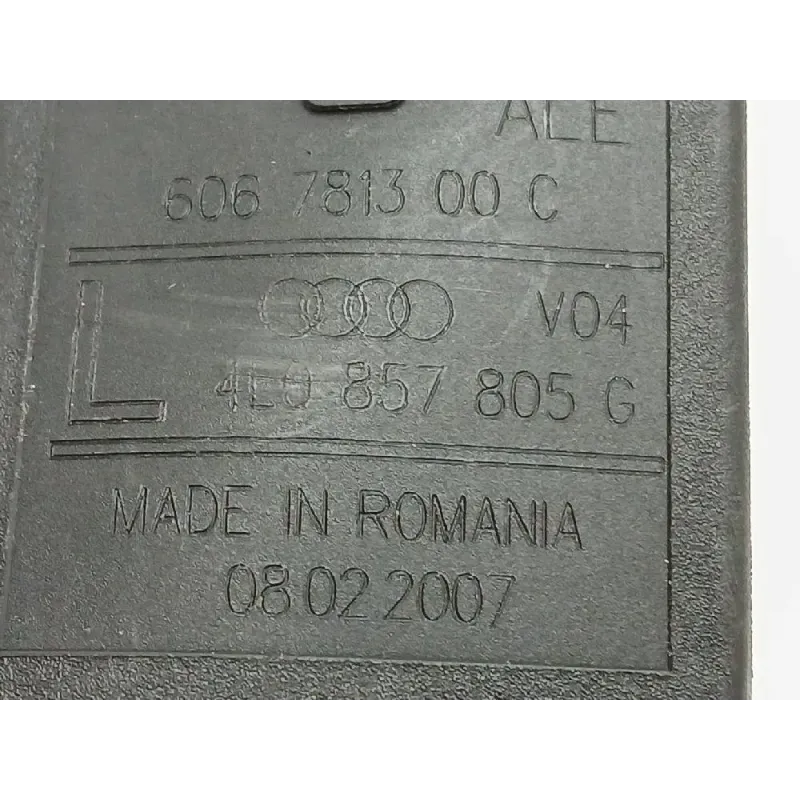 ALE
606 7813 00 C
V04
L 4L0 857 805 G
MADE IN ROMANIA
08 02 2007